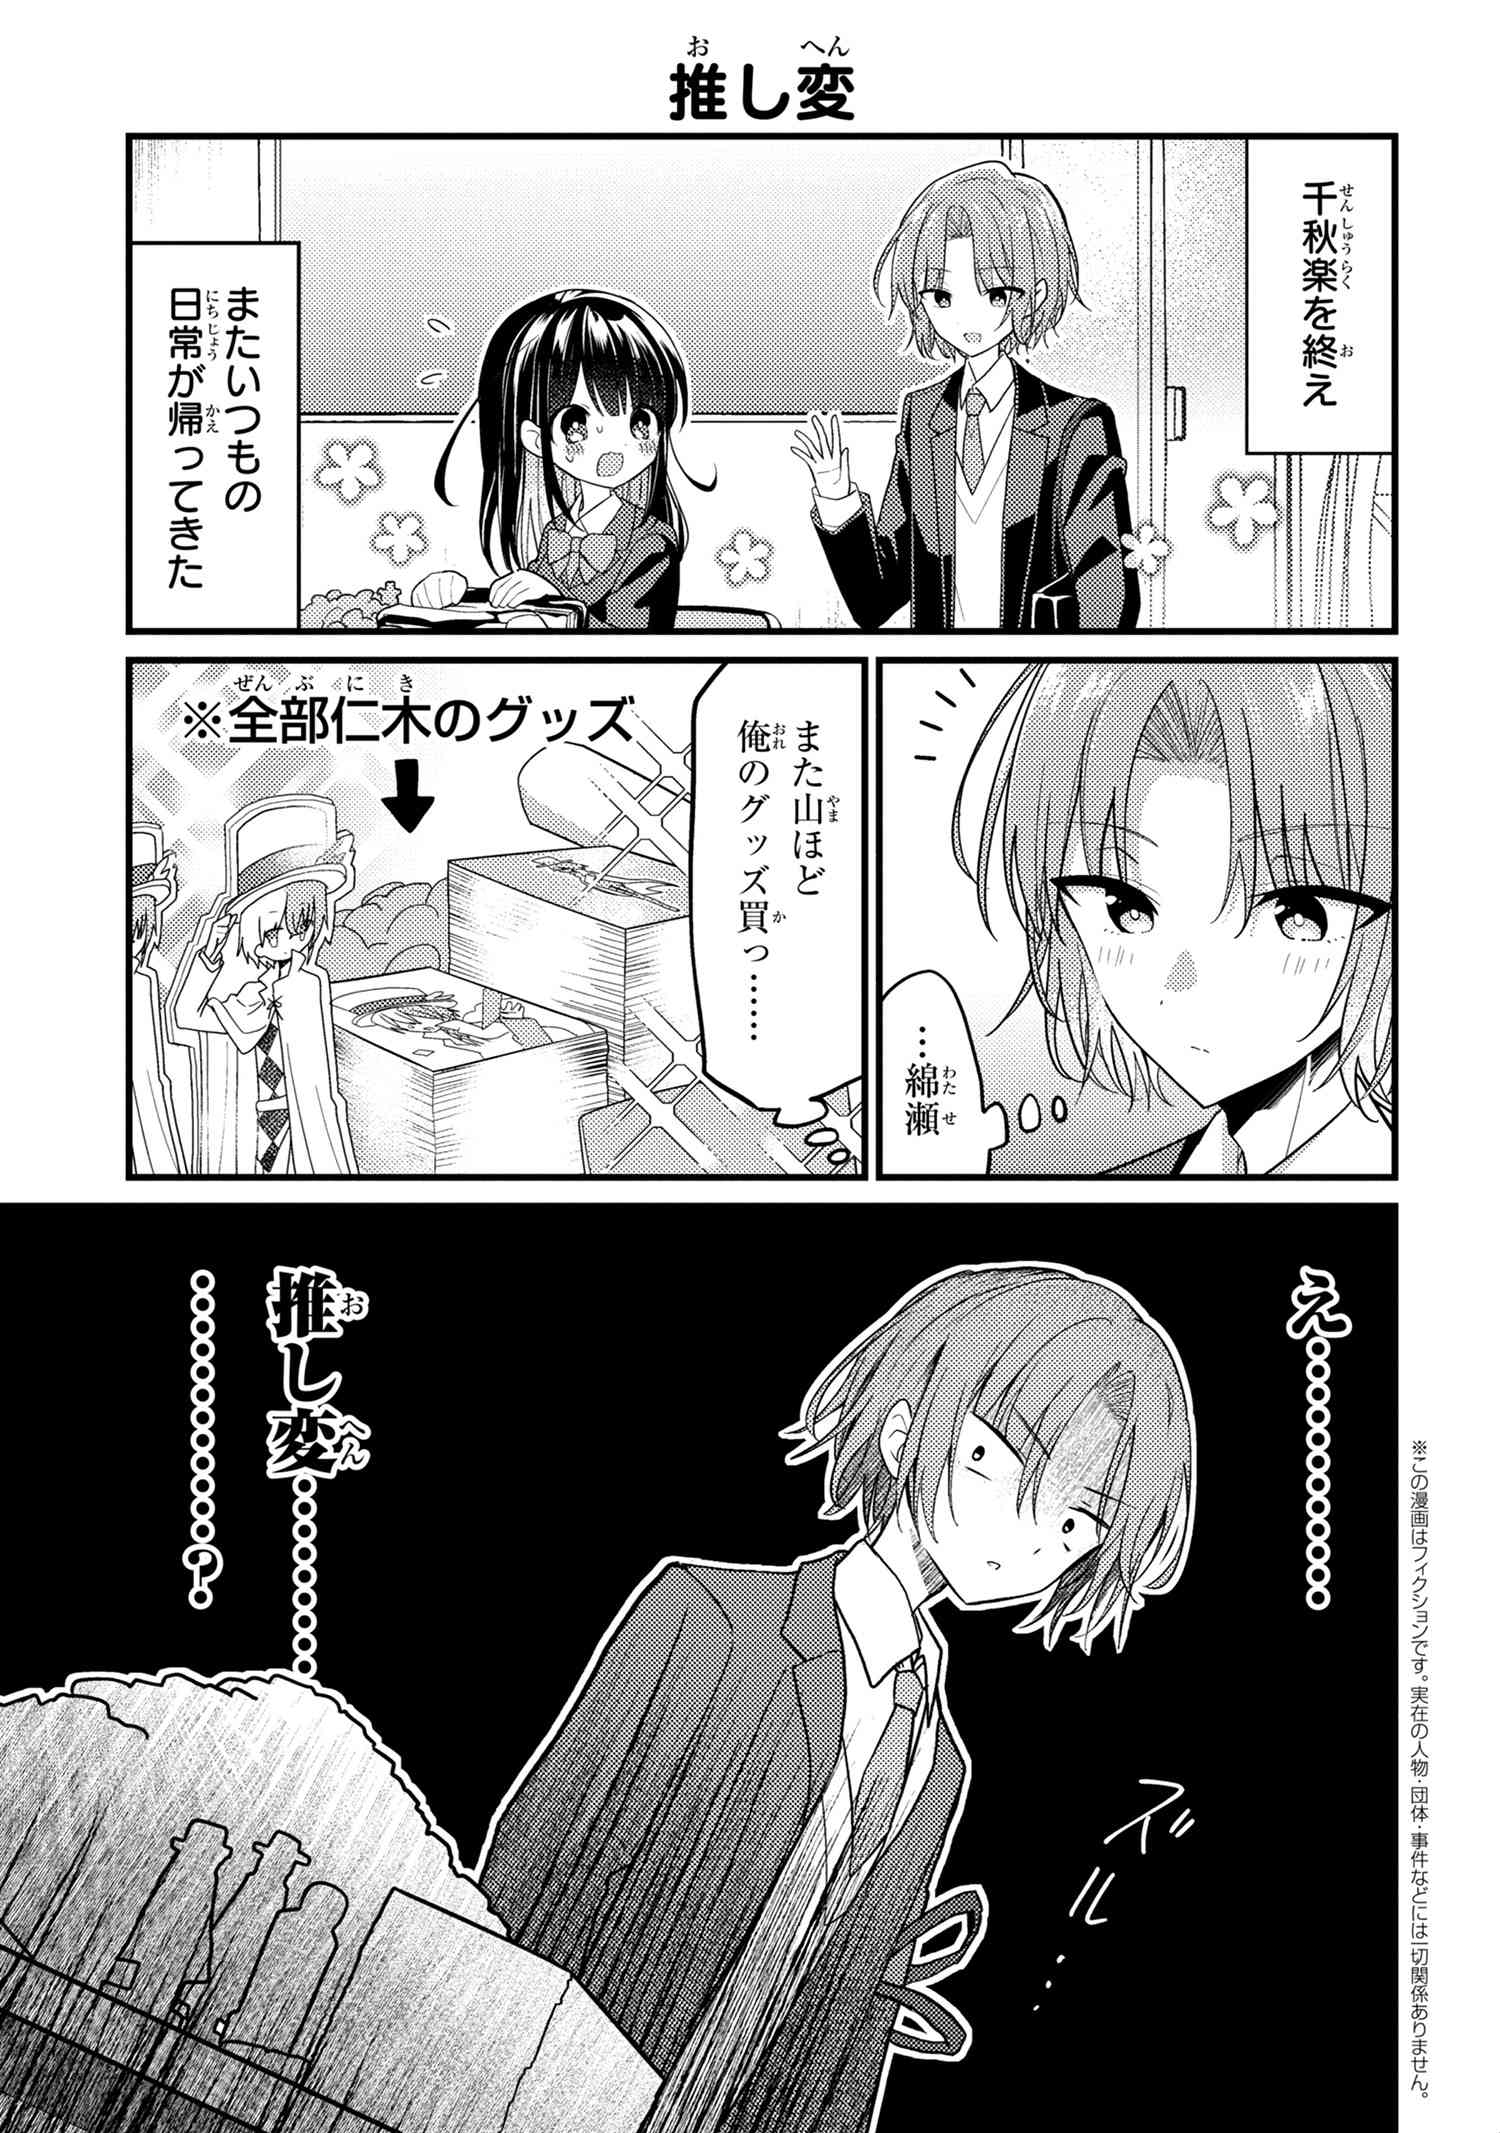 推し変
千秋楽を終え
またいつもの
日常が帰ってきた
…綿瀬
また山ほど
俺のグッズ買っ……
※全部仁木のグッズ
え…………………
推し変……………
……………………?
ズル…
※この漫画はフィクションです。実在の人物・団体・事件などには一切関係ありません。